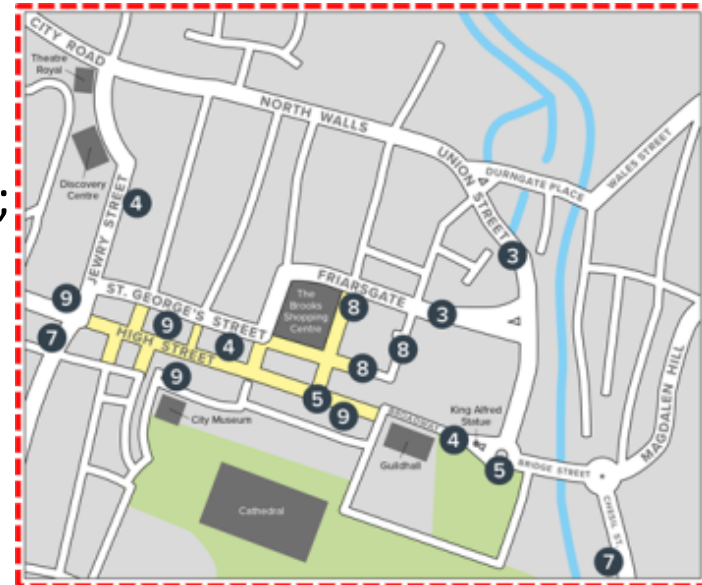 CITY ROAD
Theatre
Royal
NORTH WALLS
UNION STREET
DURNGATE PLACE
WALES STREET
;
Discovery
Centre
JEWRY STREET
4
3
FRIARSGATE
9
ST. GEORGE'S STREET
The
Brooks
Shopping
Centre
8
3
9
7
HIGH STREET
4
8
8
9
5
9
City Museum
BROADWAY
King Alfred
Statue
4
Guildhall
5
BRIDGE STREET
MAGDALEN HILL
Cathedral
CHESIL ST.
7